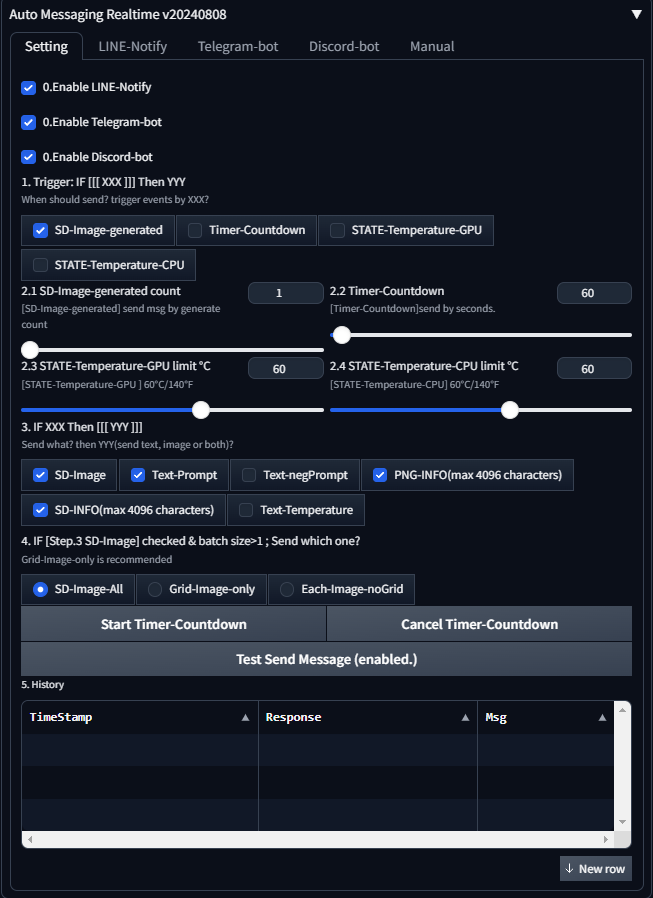 Auto Messaging Realtime v20240808 ▼
Setting LINE-Notify Telegram-bot Discord-bot Manual
0.Enable LINE-Notify
0.Enable Telegram-bot
0.Enable Discord-bot
1. Trigger: IF [[[ XXX ]]] Then YYY
When should send? trigger events by XXX?
SD-Image-generated Timer-Countdown STATE-Temperature-GPU
STATE-Temperature-CPU
2.1 SD-Image-generated count 1
[SD-Image-generated] send msg by generate
count
2.2 Timer-Countdown 60
[Timer-Countdown]send by seconds.
2.3 STATE-Temperature-GPU limit °C 60
[STATE-Temperature-GPU ] 60°C/140°F
2.4 STATE-Temperature-CPU limit °C 60
[STATE-Temperature-CPU] 60°C/140°F
3. IF XXX Then [[[ YYY ]]]
Send what? then YYY(send text, image or both)?
SD-Image Text-Prompt Text-negPrompt PNG-INFO(max 4096 characters)
SD-INFO(max 4096 characters) Text-Temperature
4. IF [Step.3 SD-Image] checked & batch size>1 ; Send which one?
Grid-Image-only is recommended
SD-Image-All Grid-Image-only Each-Image-noGrid
Start Timer-Countdown Cancel Timer-Countdown
Test Send Message (enabled.)
5. History
TimeStamp ▲ Response ▲ Msg ▲
↓ New row